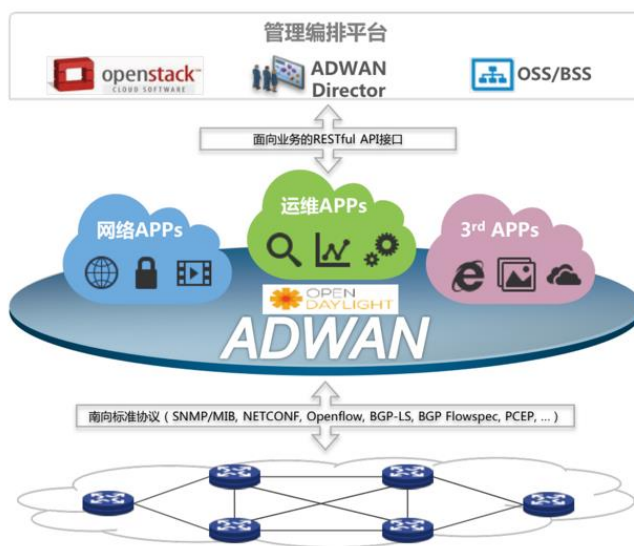 管理编排平台
openstack™
CLOUD SOFTWARE
ADWAN
Director
OSS/BSS
面向业务的RESTful API接口
网络APPs
运维APPs
3rd APPs
OPEN
DAYLIGHT
ADWAN
南向标准协议（SNMP/MIB, NETCONF, Openflow, BGP-LS, BGP Flowspec, PCEP, ...）